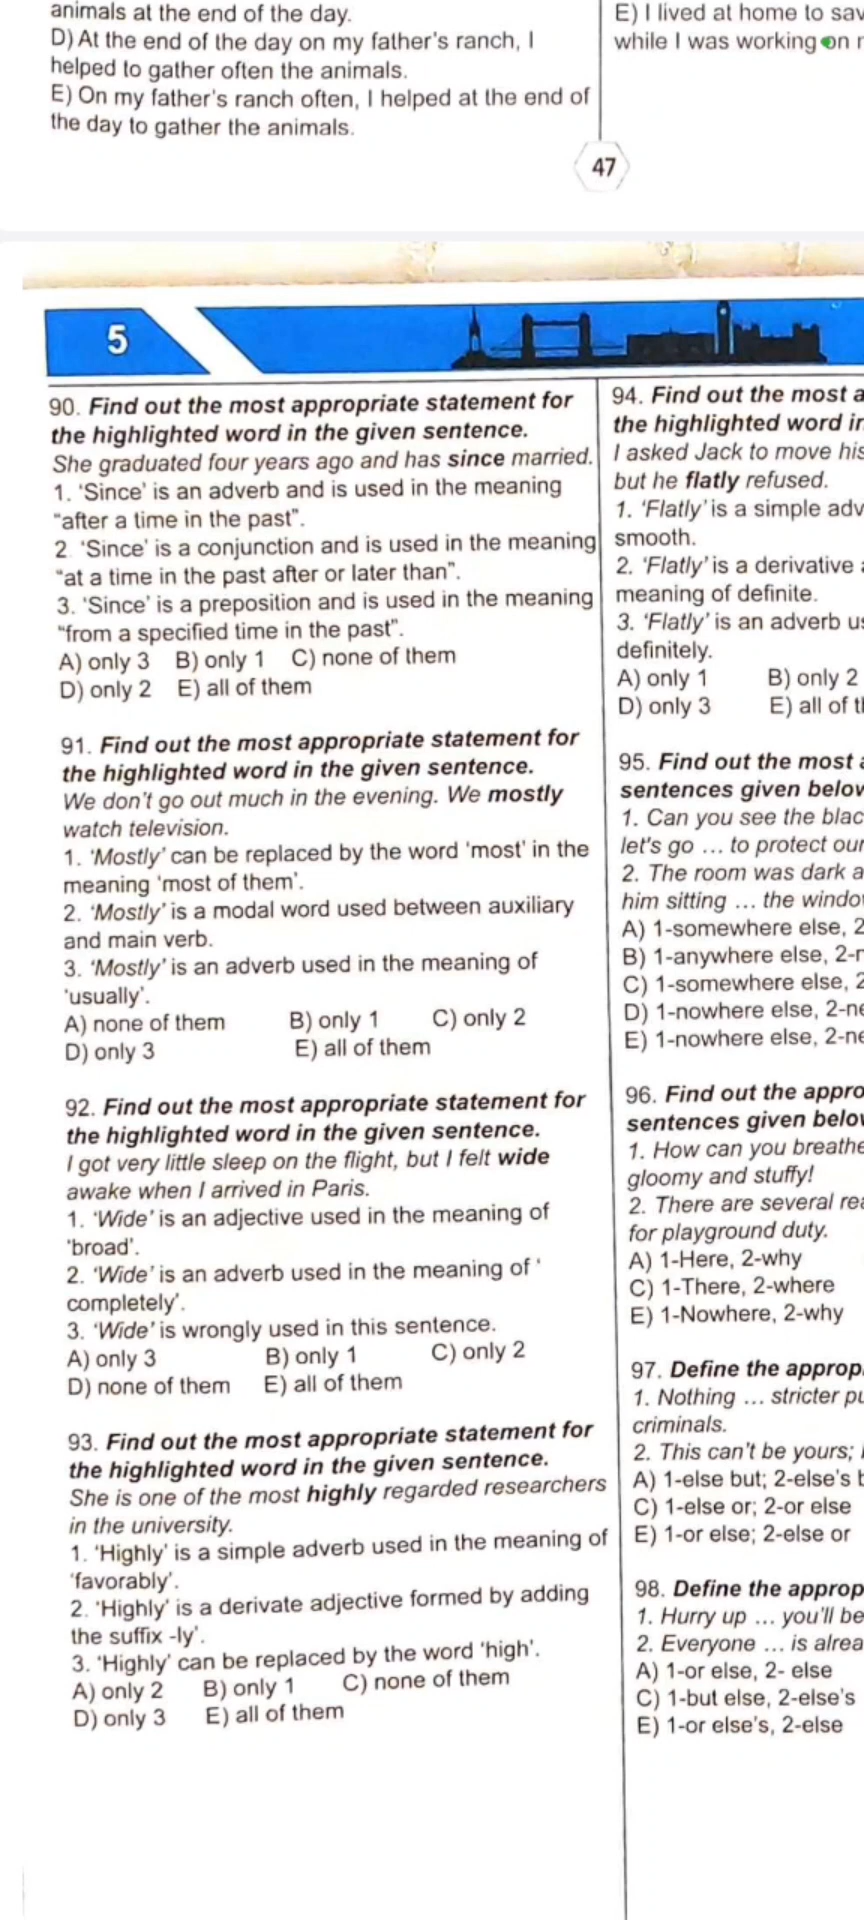 animals at the end of the day.
D) At the end of the day on my father's ranch, I
helped to gather often the animals.
E) On my father's ranch often, I helped at the end of
the day to gather the animals.
E) I lived at home to sav
while I was working on r
47
5
90. Find out the most appropriate statement for
the highlighted word in the given sentence.
She graduated four years ago and has since married.
1. 'Since' is an adverb and is used in the meaning
"after a time in the past".
2 'Since' is a conjunction and is used in the meaning
"at a time in the past after or later than".
3. 'Since' is a preposition and is used in the meaning
"from a specified time in the past".
A) only 3 B) only 1 C) none of them
D) only 2 E) all of them
91. Find out the most appropriate statement for
the highlighted word in the given sentence.
We don't go out much in the evening. We mostly
watch television.
1. 'Mostly' can be replaced by the word 'most' in the
meaning 'most of them'.
2. 'Mostly' is a modal word used between auxiliary
and main verb.
3. 'Mostly' is an adverb used in the meaning of
'usually'.
A) none of them B) only 1 C) only 2
D) only 3 E) all of them
92. Find out the most appropriate statement for
the highlighted word in the given sentence.
I got very little sleep on the flight, but I felt wide
awake when I arrived in Paris.
1. 'Wide' is an adjective used in the meaning of
'broad'.
2. 'Wide' is an adverb used in the meaning of '
completely'.
3. 'Wide' is wrongly used in this sentence.
A) only 3 B) only 1 C) only 2
D) none of them E) all of them
93. Find out the most appropriate statement for
the highlighted word in the given sentence.
She is one of the most highly regarded researchers
in the university.
1. 'Highly' is a simple adverb used in the meaning of
'favorably'.
2. 'Highly' is a derivate adjective formed by adding
the suffix -ly'.
3. 'Highly' can be replaced by the word 'high'.
A) only 2 B) only 1 C) none of them
D) only 3 E) all of them
94. Find out the most a
the highlighted word in
I asked Jack to move his
but he flatly refused.
1. 'Flatly' is a simple adv
smooth.
2. 'Flatly' is a derivative
meaning of definite.
3. 'Flatly' is an adverb us
definitely.
A) only 1 B) only 2
D) only 3 E) all of th
95. Find out the most
sentences given below
1. Can you see the blac
let's go ... to protect our
2. The room was dark a
him sitting ... the window
A) 1-somewhere else, 2
B) 1-anywhere else, 2-n
C) 1-somewhere else, 2
D) 1-nowhere else, 2-ne
E) 1-nowhere else, 2-ne
96. Find out the appro
sentences given below
1. How can you breathe
gloomy and stuffy!
2. There are several rea
for playground duty.
A) 1-Here, 2-why
C) 1-There, 2-where
E) 1-Nowhere, 2-why
97. Define the approp
1. Nothing ... stricter pu
criminals.
2. This can't be yours;
A) 1-else but; 2-else's b
C) 1-else or; 2-or else
E) 1-or else; 2-else or
98. Define the approp
1. Hurry up ... you'll be
2. Everyone ... is alrea
A) 1-or else, 2- else
C) 1-but else, 2-else's
E) 1-or else's, 2-else